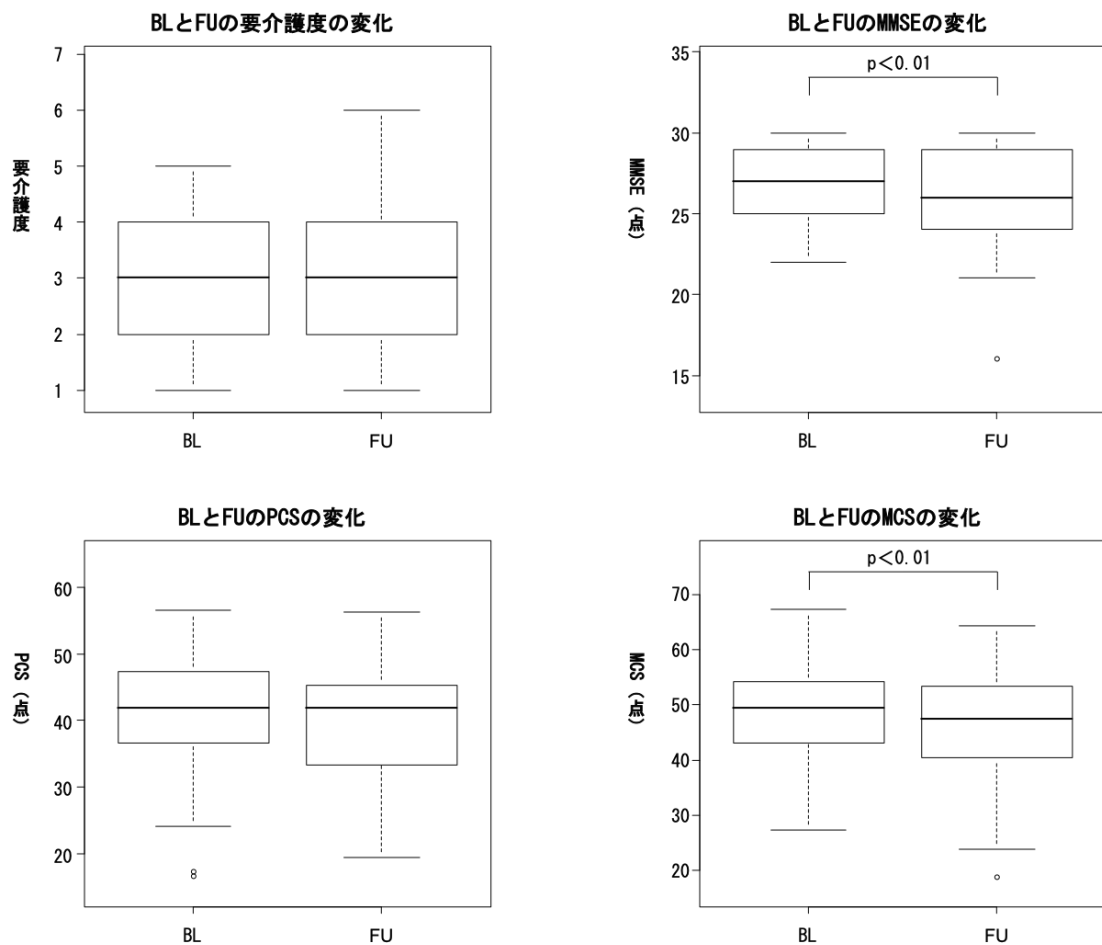 BLとFUの要介護度の変化
要介護度
7
6
5
4
3
2
1
BL
FU
BLとFUのMMSEの変化
p＜0.01
MMSE（点）
35
30
25
20
15
BL
FU
BLとFUのPCSの変化
PCS（点）
60
50
40
30
20
BL
FU
BLとFUのMCSの変化
p＜0.01
MCS（点）
70
60
50
40
30
20
BL
FU